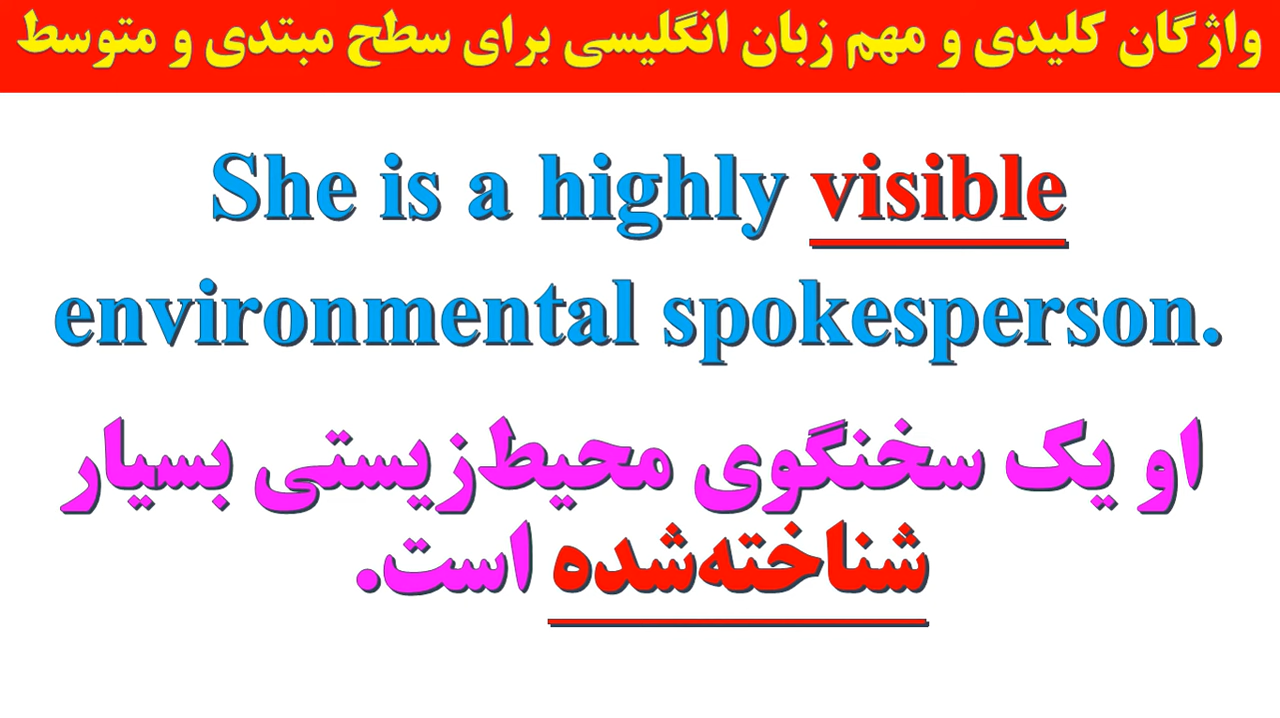 واژگان کلیدی و مهم زبان انگلیسی برای سطح مبتدی و متوسط
She is a highly visible
environmental spokesperson.
او یک سخنگوی محیط‌زیستی بسیار
شناخته‌شده است.